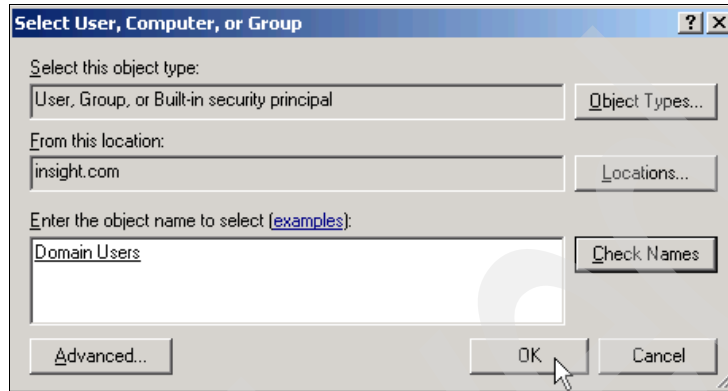 Select User, Computer, or Group
Select this object type:
User, Group, or Built-in security principal
Object Types...
From this location:
insight.com
Locations...
Enter the object name to select (examples):
Domain Users
Check Names
Advanced...
OK
Cancel